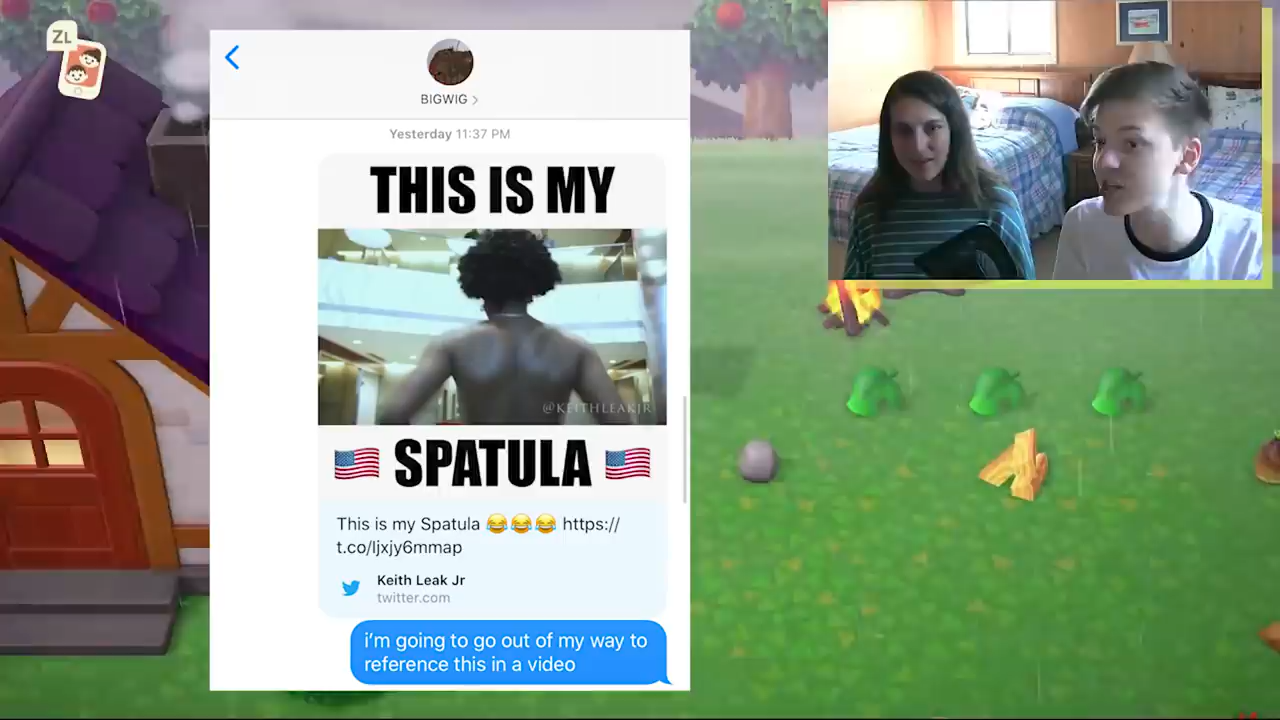 ZL
BIGWIG
Yesterday 11:37 PM
THIS IS MY
@KEITHLEAKJR
SPATULA
This is my Spatula 😂😂😂 https://
t.co/ljxjy6mmap
Keith Leak Jr
twitter.com
i'm going to go out of my way to
reference this in a video